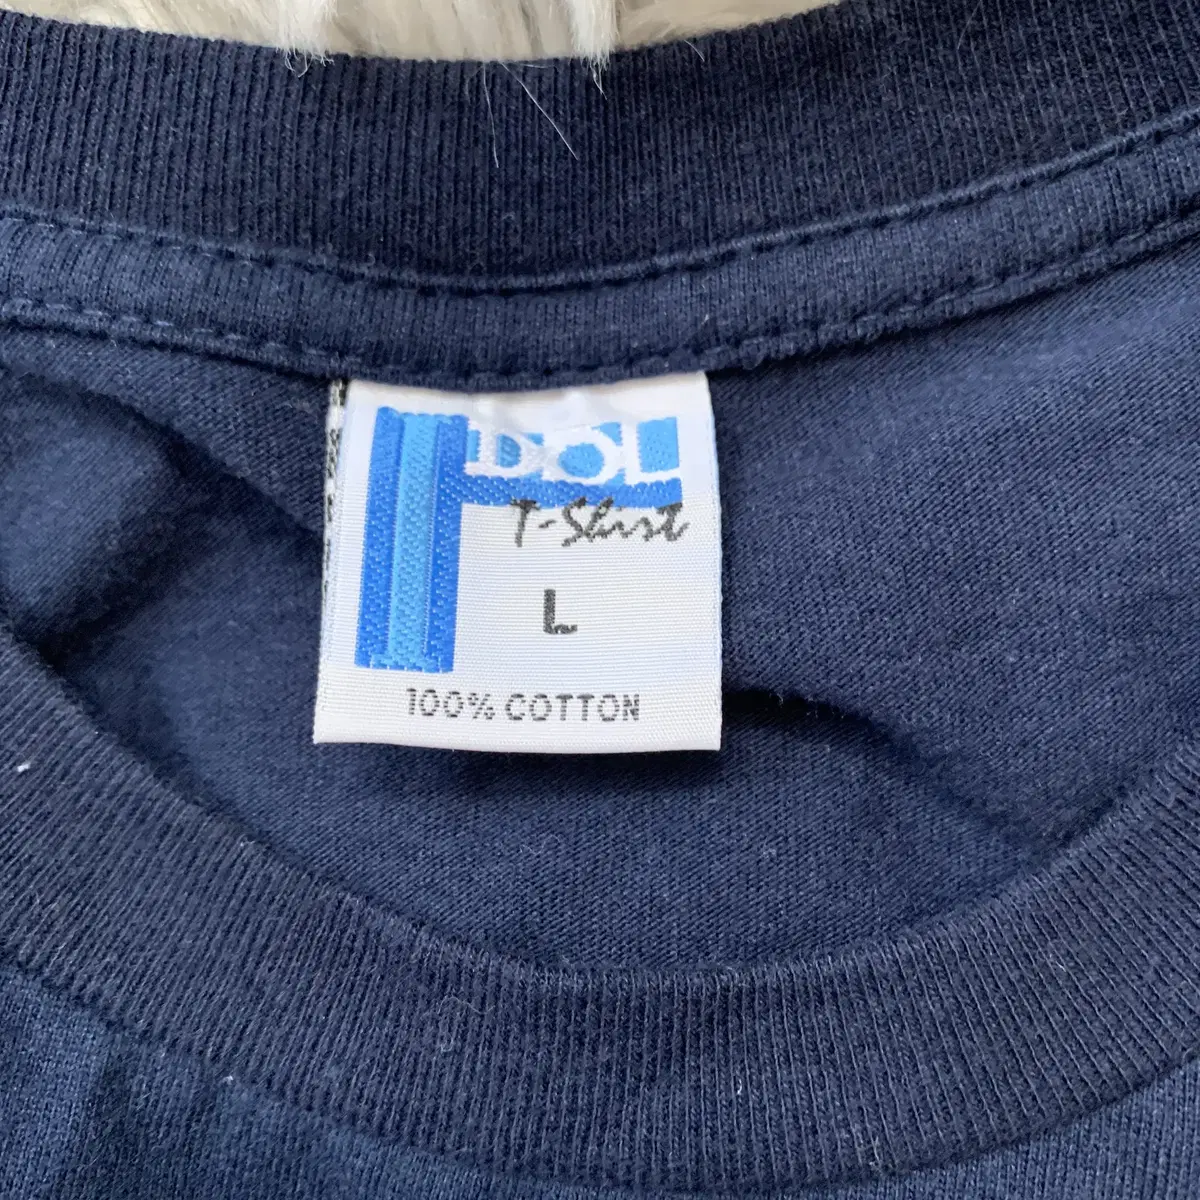 IDOL
T-Shirt
L
100% COTTON